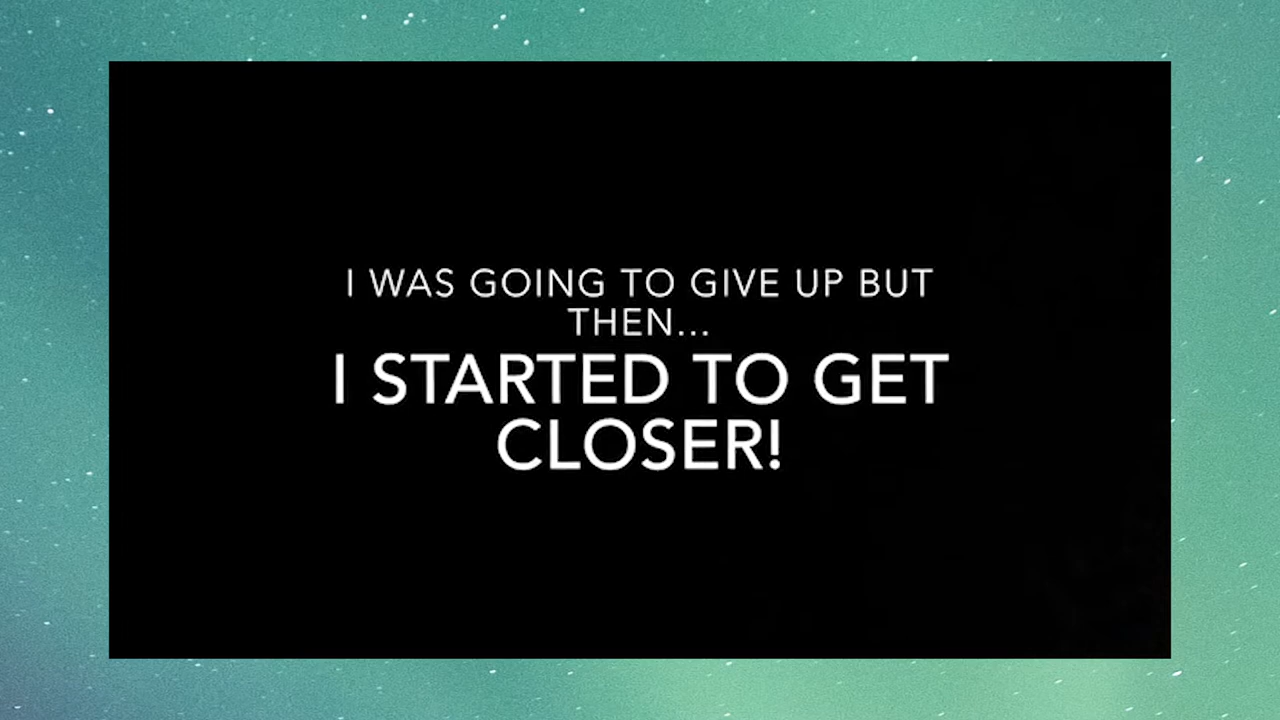 I WAS GOING TO GIVE UP BUT
THEN...
I STARTED TO GET
CLOSER!